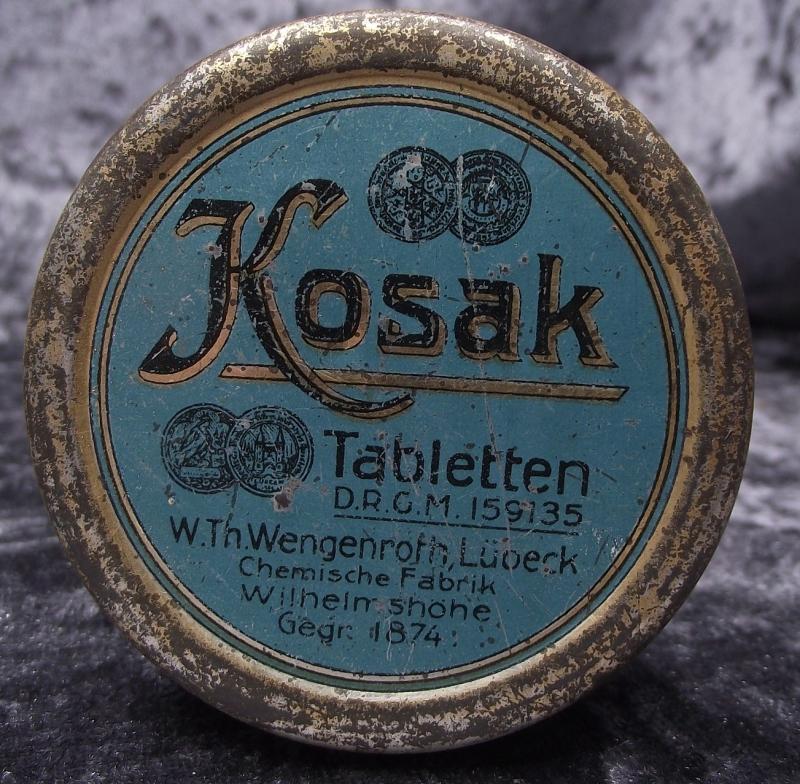 Kosak
Tabletten
D.R.G.M. 159135
W.Th.Wengenroth, Lübeck
Chemische Fabrik
Wilhelmshöhe
Gegr. 1874.